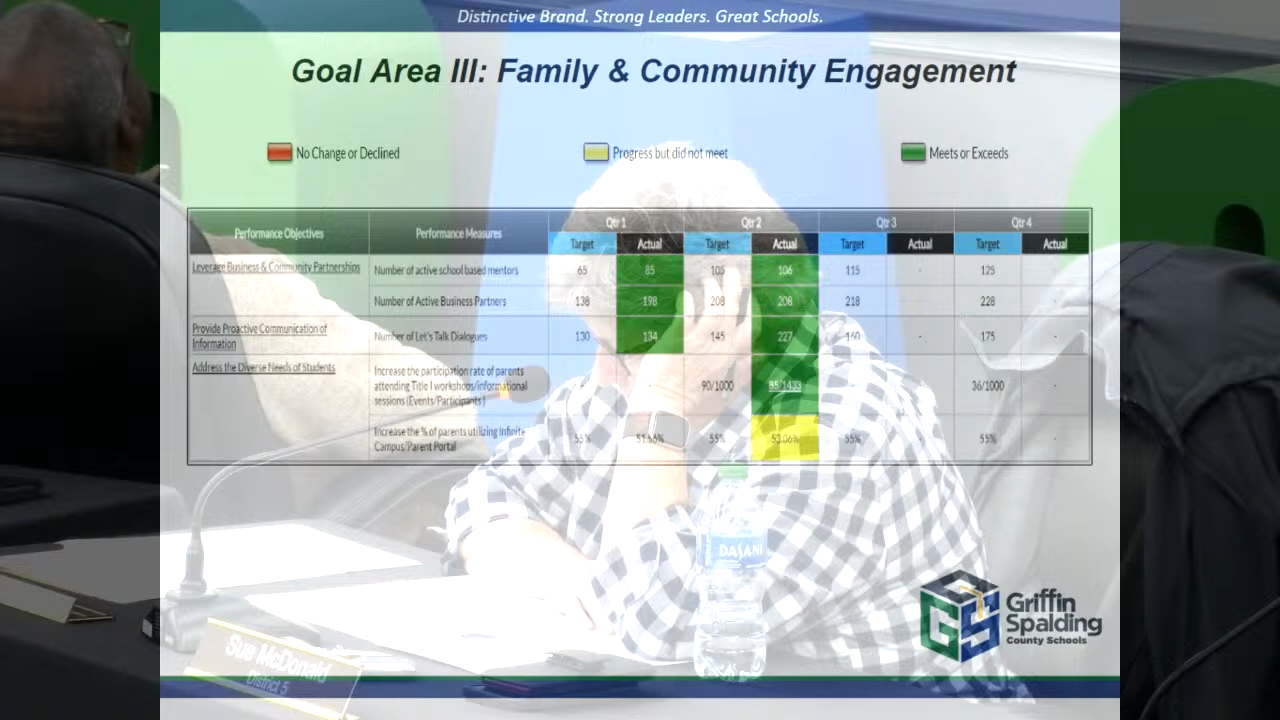 Distinctive Brand. Strong Leaders. Great Schools.
Goal Area III: Family & Community Engagement
No Change or Declined
Progress but did not meet
Meets or Exceeds
Performance Objectives Performance Measures Qtr 1 Qtr 2 Qtr 3 Qtr 4
Target Actual Target Actual Target Actual Target Actual
Leverage Business & Community Partnerships Number of active school based mentors 65 85 105 106 115 - 125 -
Number of Active Business Partners 138 198 208 208 218 - 228 -
Provide Proactive Communication of
Information
Number of Let's Talk Dialogues 130 134 145 227 160 - 175 -
Address the Diverse Needs of Students
Increase the participation rate of parents
attending Title I workshops/informational
sessions (Events/Participants)
- - 90/1000 85/1433 36/1000 -
Increase the % of parents utilizing Infinite
Campus/Parent Portal
55% 51.56% 55% 53.06% 55% - 55% -
DASANI
Griffin
Spalding
County Schools
Sue McDonald
District 5